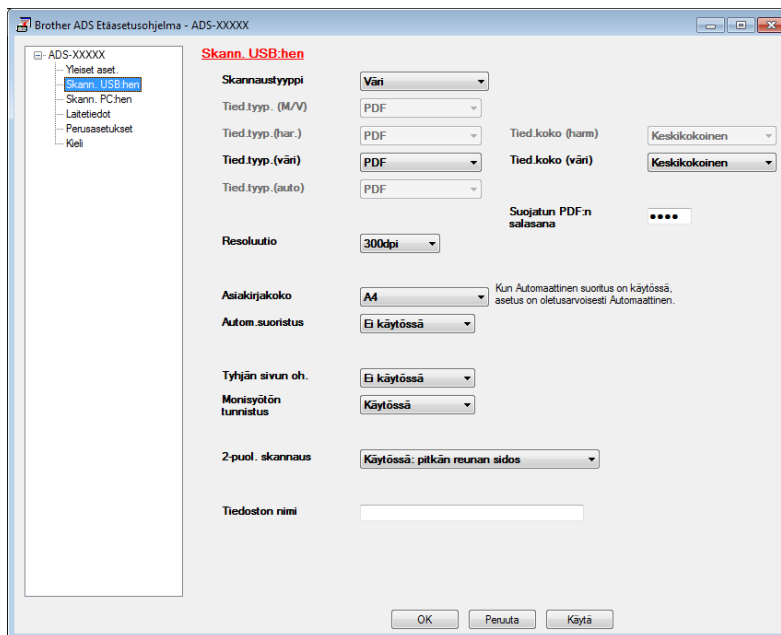 Brother ADS Etäasetusohjelma - ADS-XXXXX
ADS-XXXXX
Yleiset aset.
Skann. USB:hen
Skann. PC:hen
Laitetiedot
Perusasetukset
Kieli
Skann. USB:hen
Skannaustyyppi Väri
Tied.tyyp. (M/V) PDF
Tied.tyyp.(har.) PDF Tied.koko (harm) Keskikokoinen
Tied.tyyp.(väri) PDF Tied.koko (väri) Keskikokoinen
Tied.tyyp.(auto) PDF
Suojatun PDF:n
salasana ••••
Resoluutio 300dpi
Asiakirjakoko A4 Kun Automaattinen suoritus on käytössä,
asetus on oletusarvoisesti Automaattinen.
Autom.suoristus Ei käytössä
Tyhjän sivun oh. Ei käytössä
Monisyötön
tunnistus Käytössä
2-puol. skannaus Käytössä: pitkän reunan sidos
Tiedoston nimi
OK Peruuta Käytä